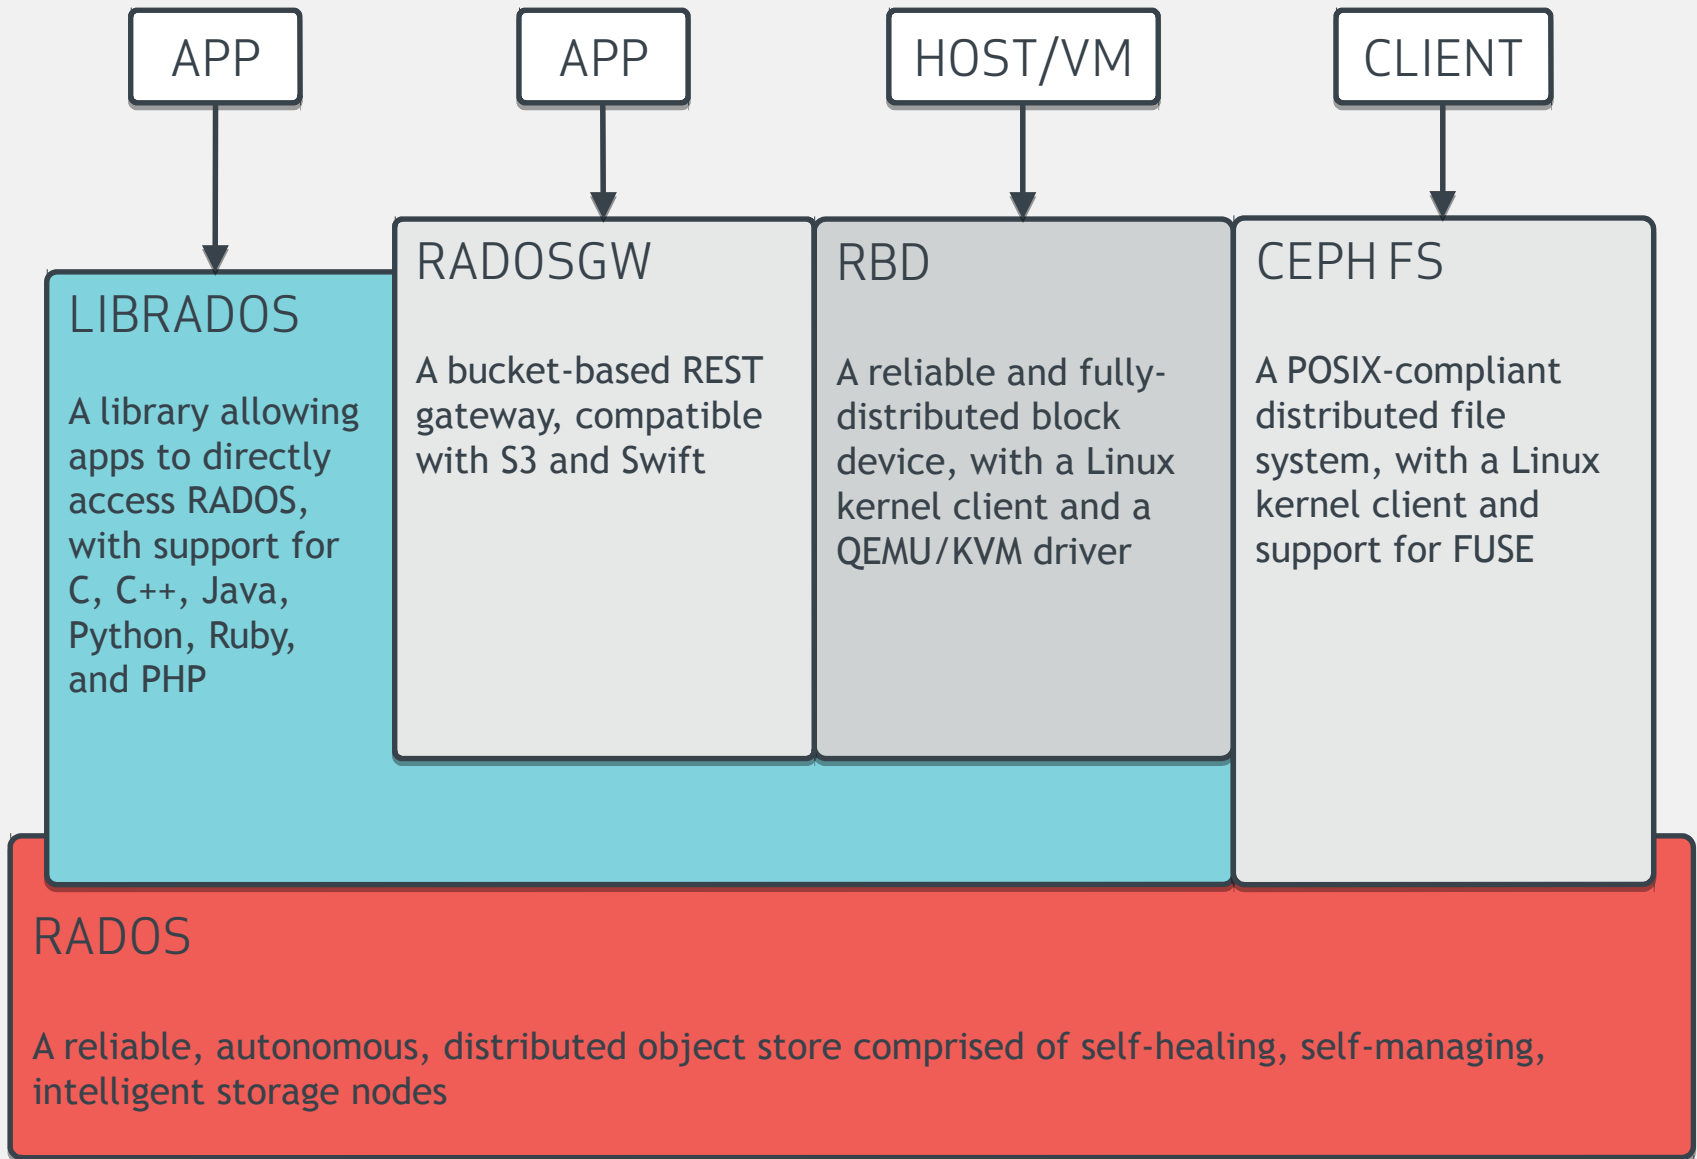 APP
APP
HOST/VM
CLIENT
LIBRADOS
A library allowing
apps to directly
access RADOS,
with support for
C, C++, Java,
Python, Ruby,
and PHP
RADOSGW
A bucket-based REST
gateway, compatible
with S3 and Swift
RBD
A reliable and fully-
distributed block
device, with a Linux
kernel client and a
QEMU/KVM driver
CEPH FS
A POSIX-compliant
distributed file
system, with a Linux
kernel client and
support for FUSE
RADOS
A reliable, autonomous, distributed object store comprised of self-healing, self-managing,
intelligent storage nodes